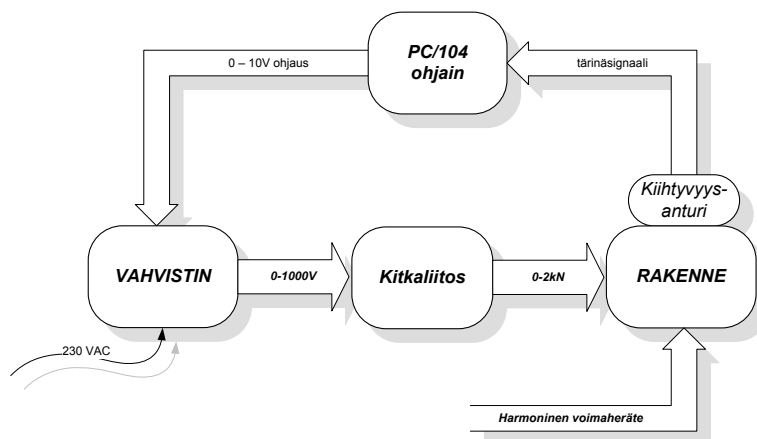 PC/104
ohjain
0 – 10V ohjaus
tärinäsignaali
Kiihtyvyys-
anturi
VAHVISTIN
0-1000V
Kitkaliitos
0-2kN
RAKENNE
230 VAC
Harmoninen voimaheräte